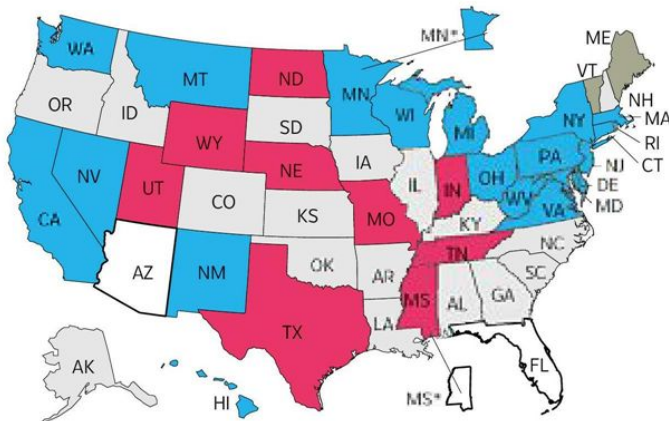 MN*
ME
WA
VT
MT
ND
MN
OR
NH
ID
WI
MA
SD
NY
WY
MI
RI
CT
IA
PA
NE
NJ
NV
OH
IL
IN
DE
UT
WV
MD
CO
VA
CA
KS
MO
KY
NC
TN
OK
AZ
NM
AR
SC
MS
AL
GA
TX
LA
FL
AK
MS*
HI